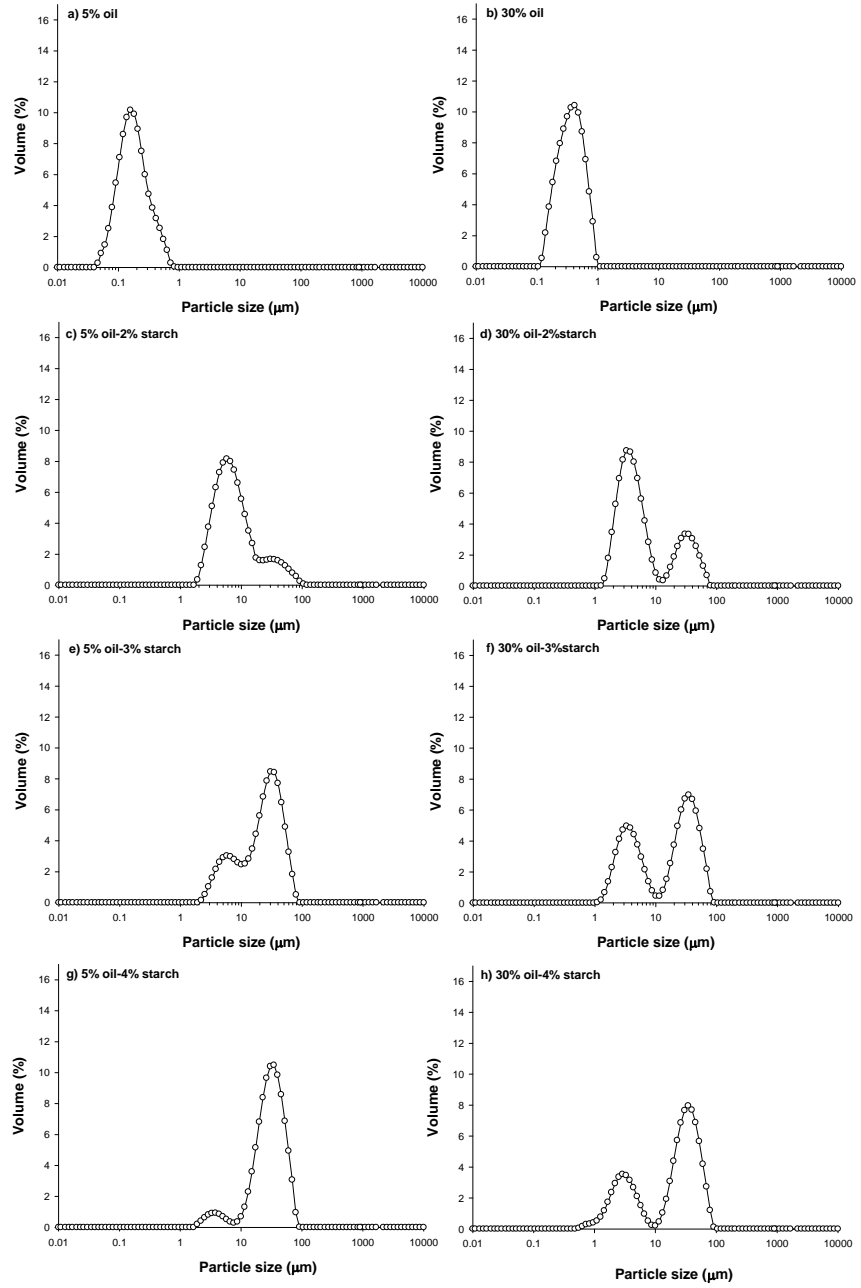 a) 5% oil
16
14
12
10
8
6
4
2
0
Volume (%)
0.01 0.1 1 10 100 1000 10000
Particle size (µm)
b) 30% oil
16
14
12
10
8
6
4
2
0
Volume (%)
0.01 0.1 1 10 100 1000 10000
Particle size (µm)
c) 5% oil-2% starch
16
14
12
10
8
6
4
2
0
Volume (%)
0.01 0.1 1 10 100 1000 10000
Particle size (µm)
d) 30% oil-2%starch
16
14
12
10
8
6
4
2
0
Volume (%)
0.01 0.1 1 10 100 1000 10000
Particle size (µm)
e) 5% oil-3% starch
16
14
12
10
8
6
4
2
0
Volume (%)
0.01 0.1 1 10 100 1000 10000
Particle size (µm)
f) 30% oil-3%starch
16
14
12
10
8
6
4
2
0
Volume (%)
0.01 0.1 1 10 100 1000 10000
Particle size (µm)
g) 5% oil-4% starch
16
14
12
10
8
6
4
2
0
Volume (%)
0.01 0.1 1 10 100 1000 10000
Particle size (µm)
h) 30% oil-4% starch
16
14
12
10
8
6
4
2
0
Volume (%)
0.01 0.1 1 10 100 1000 10000
Particle size (µm)